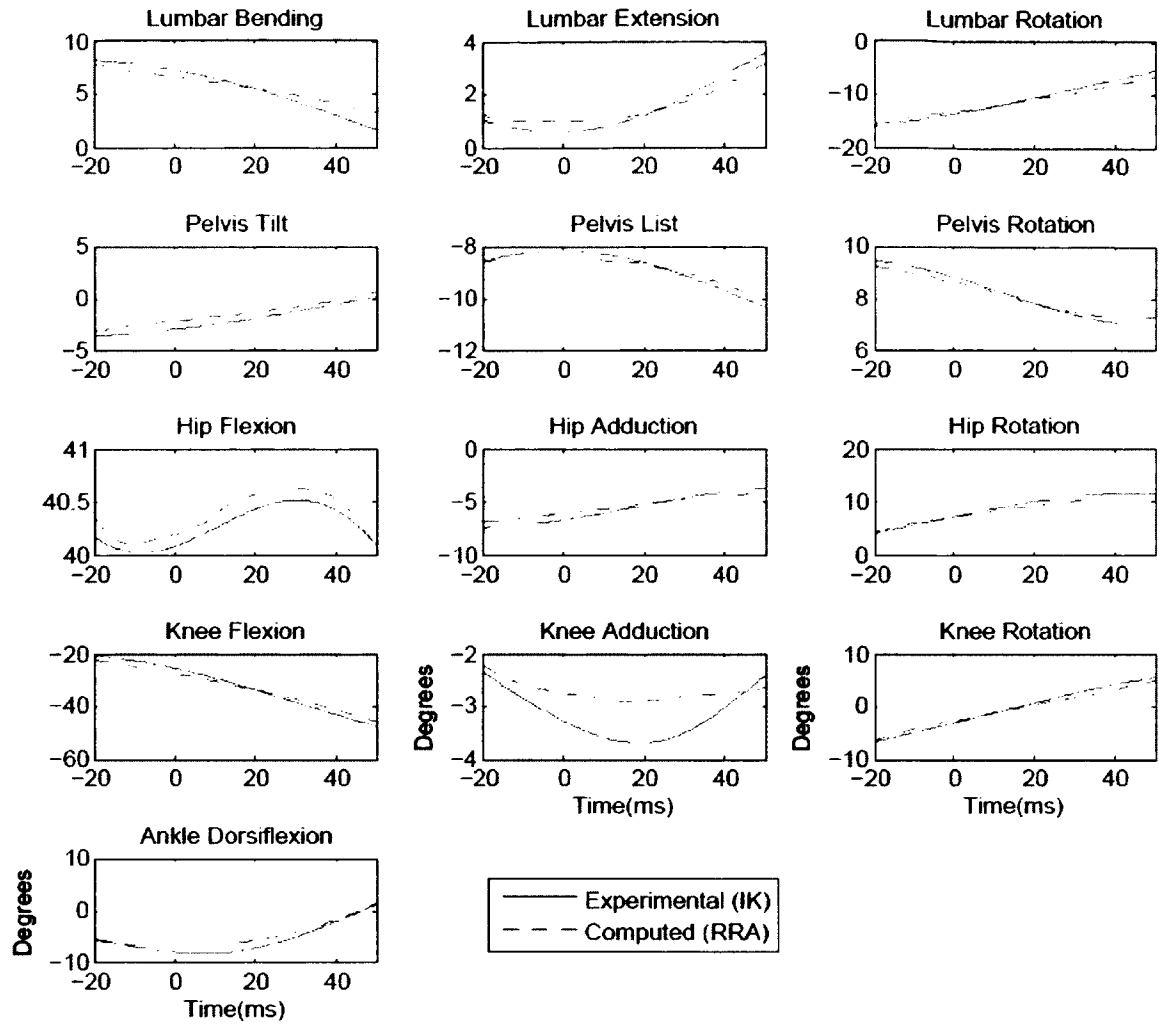 Lumbar Bending
10
5
0
−20 0 20 40
Lumbar Extension
4
2
0
−20 0 20 40
Lumbar Rotation
0
−10
−20
−20 0 20 40
Pelvis Tilt
5
0
−5
−20 0 20 40
Pelvis List
−8
−10
−12
−20 0 20 40
Pelvis Rotation
10
8
6
−20 0 20 40
Hip Flexion
41
40.5
40
−20 0 20 40
Hip Adduction
0
−5
−10
−20 0 20 40
Hip Rotation
20
10
0
−20 0 20 40
Knee Flexion
−20
−40
−60
−20 0 20 40
Knee Adduction
Degrees
−2
−3
−4
−20 0 20 40
Time(ms)
Knee Rotation
Degrees
10
0
−10
−20 0 20 40
Time(ms)
Ankle Dorsiflexion
Degrees
10
0
−10
−20 0 20 40
Time(ms)
Experimental (IK)
Computed (RRA)